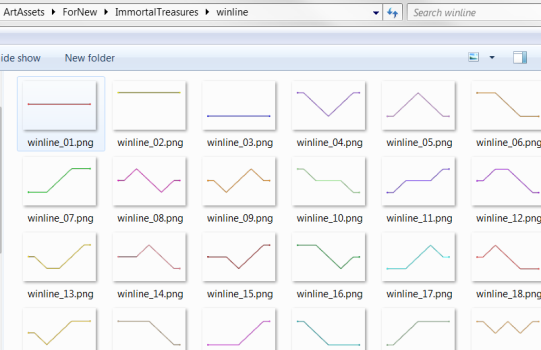 ArtAssets ▸ ForNew ▸ ImmortalTreasures ▸ winline
Search winline
ide show New folder
winline_01.png winline_02.png winline_03.png winline_04.png winline_05.png winline_06.png
winline_07.png winline_08.png winline_09.png winline_10.png winline_11.png winline_12.png
winline_13.png winline_14.png winline_15.png winline_16.png winline_17.png winline_18.png